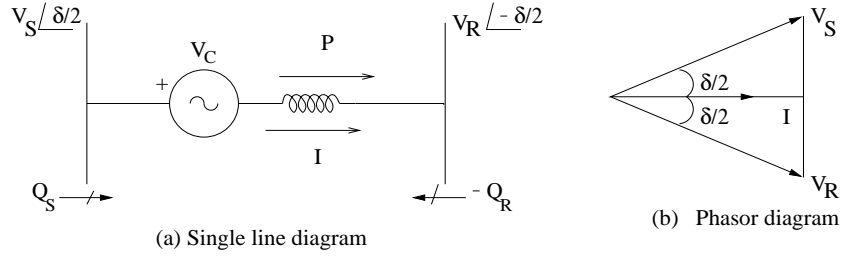 V_S∠δ/2
V_R∠- δ/2
V_C
+
P
I
Q_S
- Q_R
(a) Single line diagram
V_S
δ/2
δ/2
I
V_R
(b) Phasor diagram